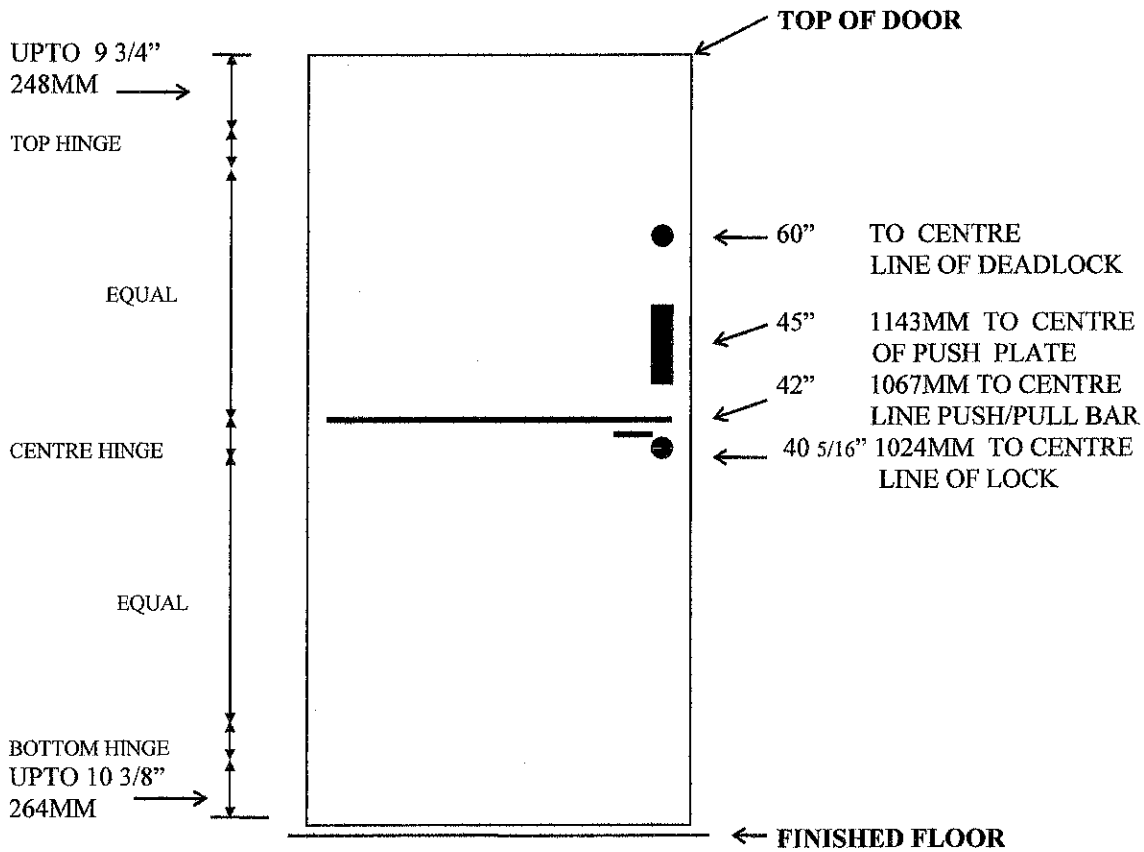 TOP OF DOOR
UPTO 9 3/4”
248MM
TOP HINGE
60” TO CENTRE
LINE OF DEADLOCK
EQUAL
45” 1143MM TO CENTRE
OF PUSH PLATE
42” 1067MM TO CENTRE
LINE PUSH/PULL BAR
CENTRE HINGE
40 5/16” 1024MM TO CENTRE
LINE OF LOCK
EQUAL
BOTTOM HINGE
UPTO 10 3/8”
264MM
FINISHED FLOOR